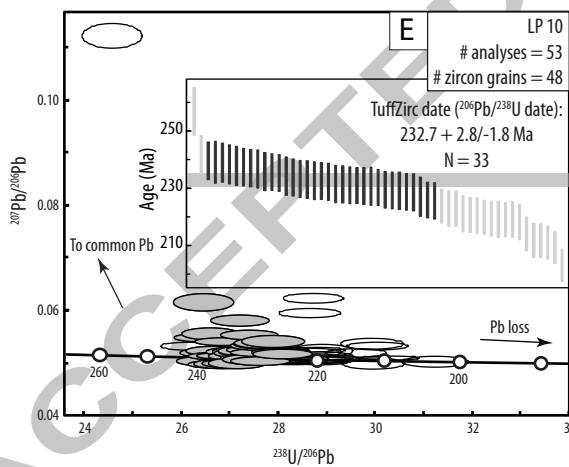 E
LP 10
# analyses = 53
# zircon grains = 48
TuffZirc date (²⁰⁶Pb/²³⁸U date):
232.7 + 2.8/-1.8 Ma
N = 33
Age (Ma)
250
230
210
²⁰⁷Pb/²⁰⁶Pb
0.10
0.08
0.06
0.04
To common Pb
Pb loss
260
240
220
200
24
26
28
30
32
3
²³⁸U/²⁰⁶Pb
ACCEPTED